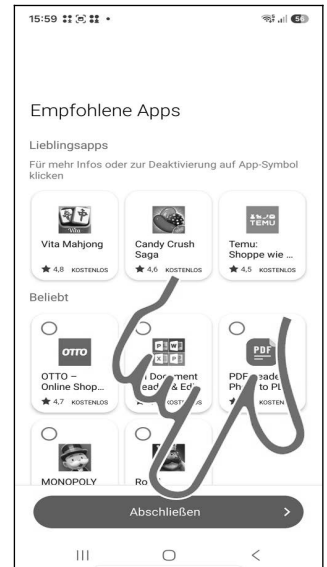 15:59
58
Empfohlene Apps
Lieblingsapps
Für mehr Infos oder zur Deaktivierung auf App-Symbol
klicken
Vita
TEMU
Vita Mahjong
Candy Crush
Saga
Temu:
Shoppe wie ...
★ 4,8 KOSTENLOS
★ 4,6 KOSTENLOS
★ 4,5 KOSTENLOS
Beliebt
OTTO
PDF
OTTO –
Online Shop...
MONOPOLY
★ 4,7 KOSTENLOS
Abschließen